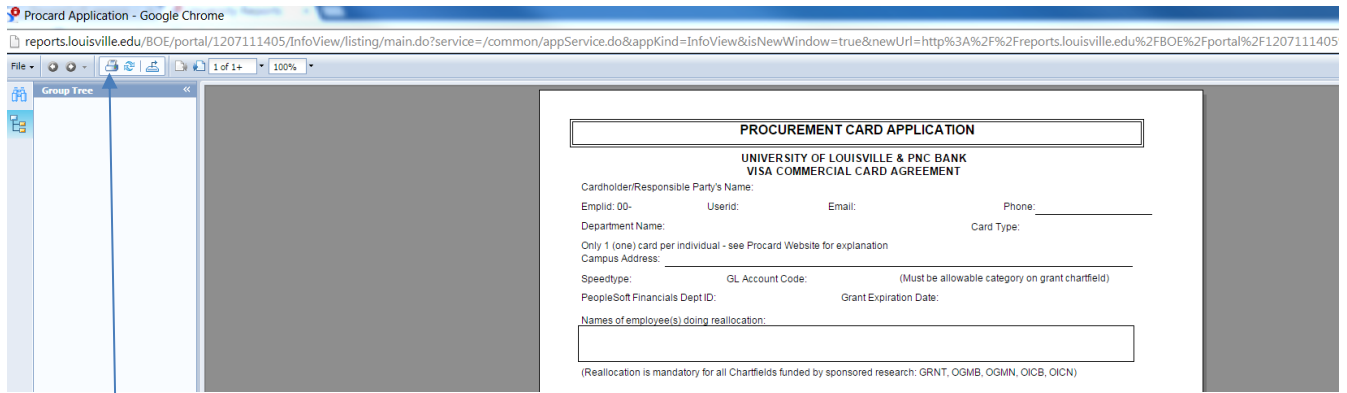 Procard Application - Google Chrome
reports.louisville.edu/BOE/portal/1207111405/InfoView/listing/main.do?service=/common/appService.do&appKind=InfoView&isNewWindow=true&newUrl=http%3A%2F%2Freports.louisville.edu%2FBOE%2Fportal%2F1207111405
File 1 of 1+ 100%
Group Tree «
PROCUREMENT CARD APPLICATION
UNIVERSITY OF LOUISVILLE & PNC BANK
VISA COMMERCIAL CARD AGREEMENT
Cardholder/Responsible Party's Name:
Emplid: 00- Userid: Email: Phone:
Department Name: Card Type:
Only 1 (one) card per individual - see Procard Website for explanation
Campus Address:
Speedtype: GL Account Code: (Must be allowable category on grant chartfield)
PeopleSoft Financials Dept ID: Grant Expiration Date:
Names of employee(s) doing reallocation:
(Reallocation is mandatory for all Chartfields funded by sponsored research: GRNT, OGMB, OGMN, OICB, OICN)